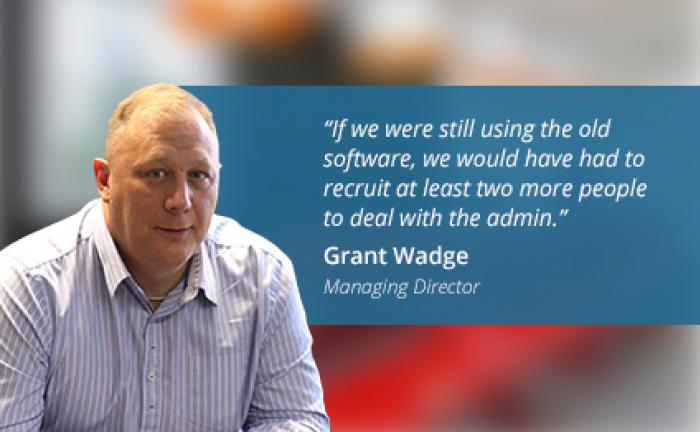 “If we were still using the old
software, we would have had to
recruit at least two more people
to deal with the admin.”
Grant Wadge
Managing Director